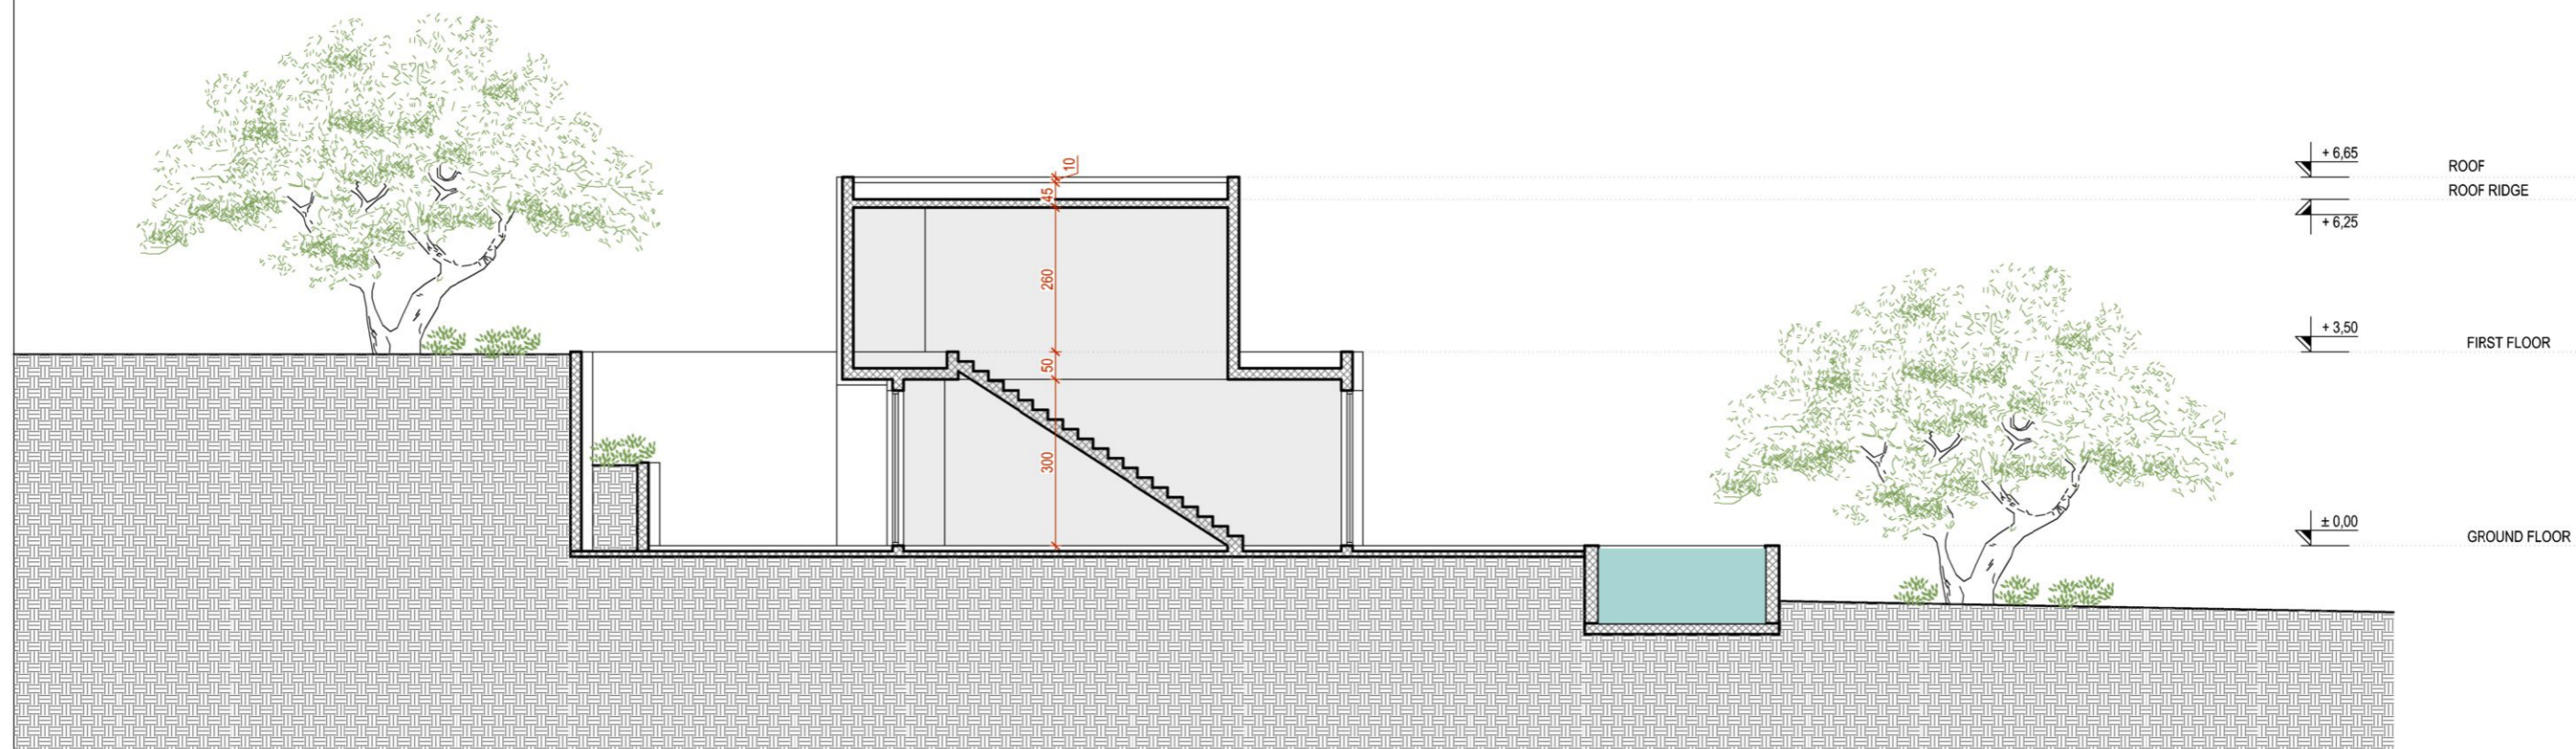 + 6,65
ROOF
ROOF RIDGE
+ 6,25
10
45
260
+ 3,50
FIRST FLOOR
50
300
± 0,00
GROUND FLOOR